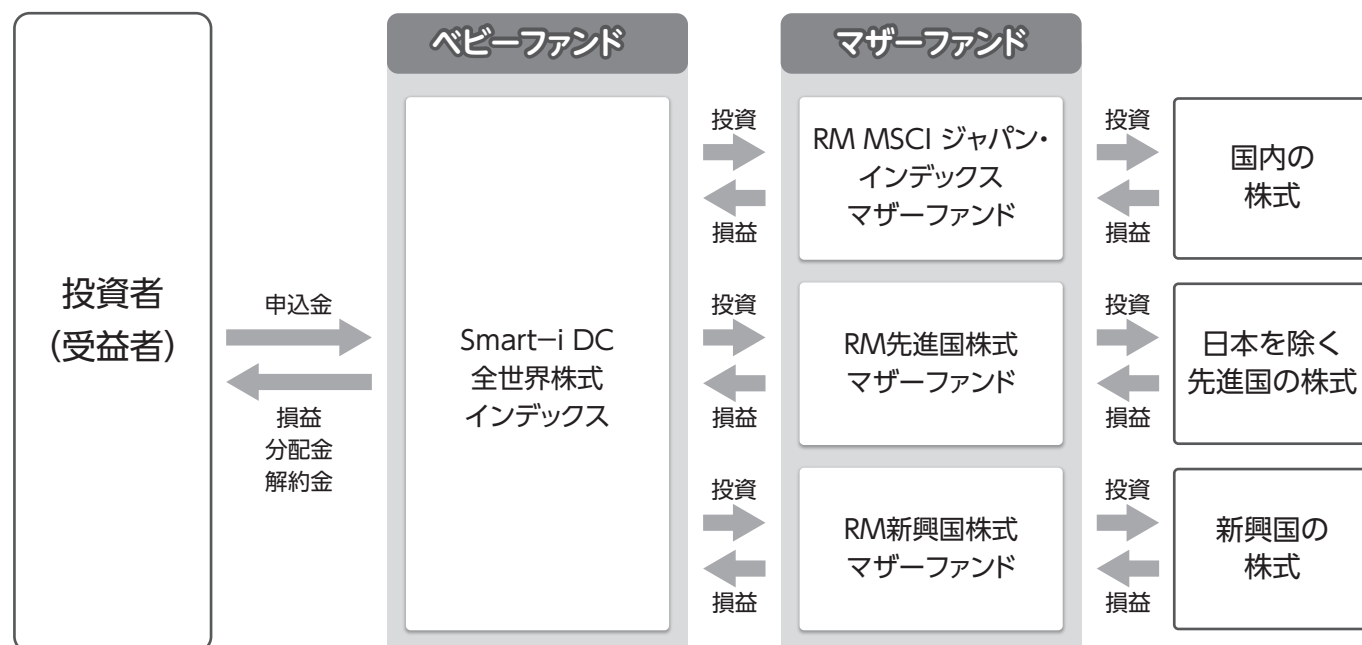 ベビーファンド
マザーファンド
投資者
(受益者)
申込金
損益
分配金
解約金
Smart-i DC
全世界株式
インデックス
投資
損益
RM MSCI ジャパン・
インデックス
マザーファンド
投資
損益
国内の
株式
投資
損益
RM先進国株式
マザーファンド
投資
損益
日本を除く
先進国の株式
投資
損益
RM新興国株式
マザーファンド
投資
損益
新興国の
株式